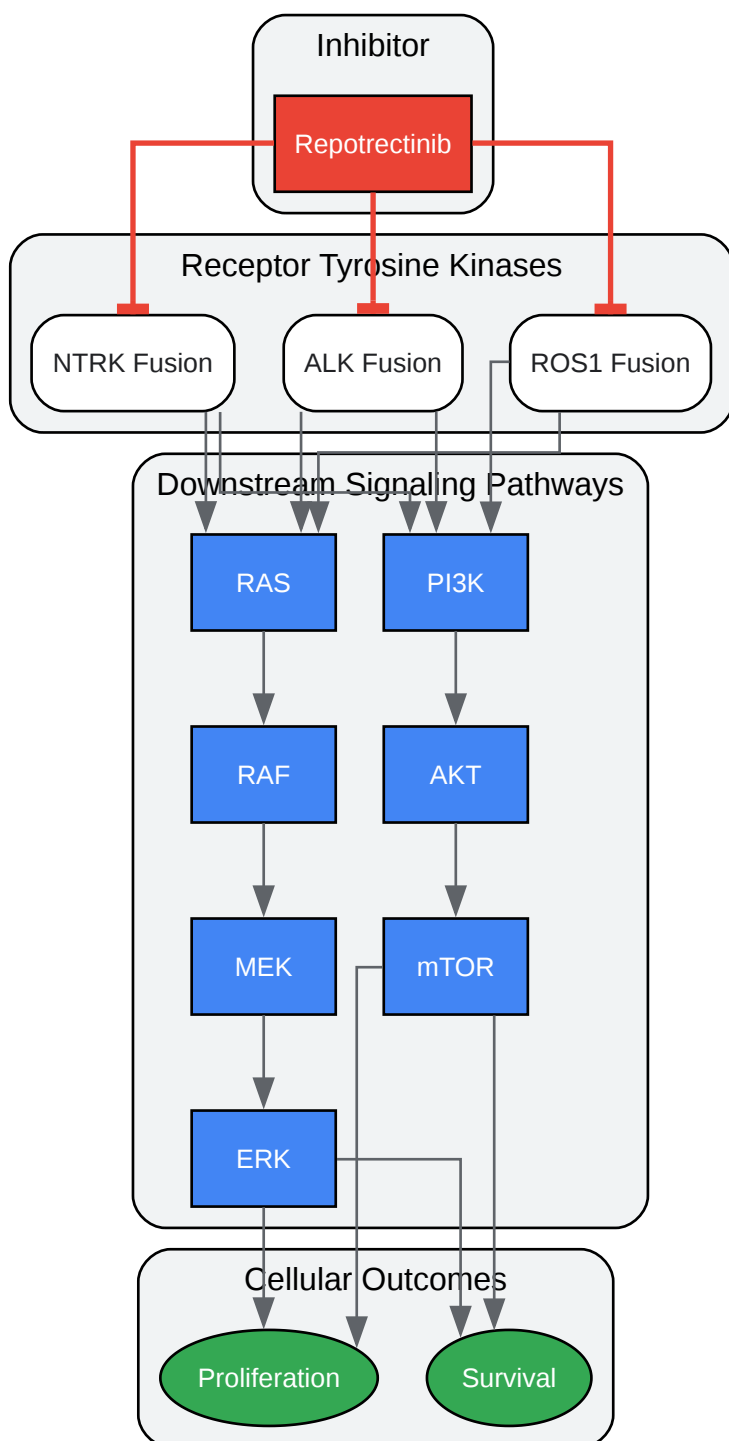 Inhibitor
Repotrectinib
Receptor Tyrosine Kinases
NTRK Fusion
ALK Fusion
ROS1 Fusion
Downstream Signaling Pathways
RAS
PI3K
RAF
AKT
MEK
mTOR
ERK
Cellular Outcomes
Proliferation
Survival